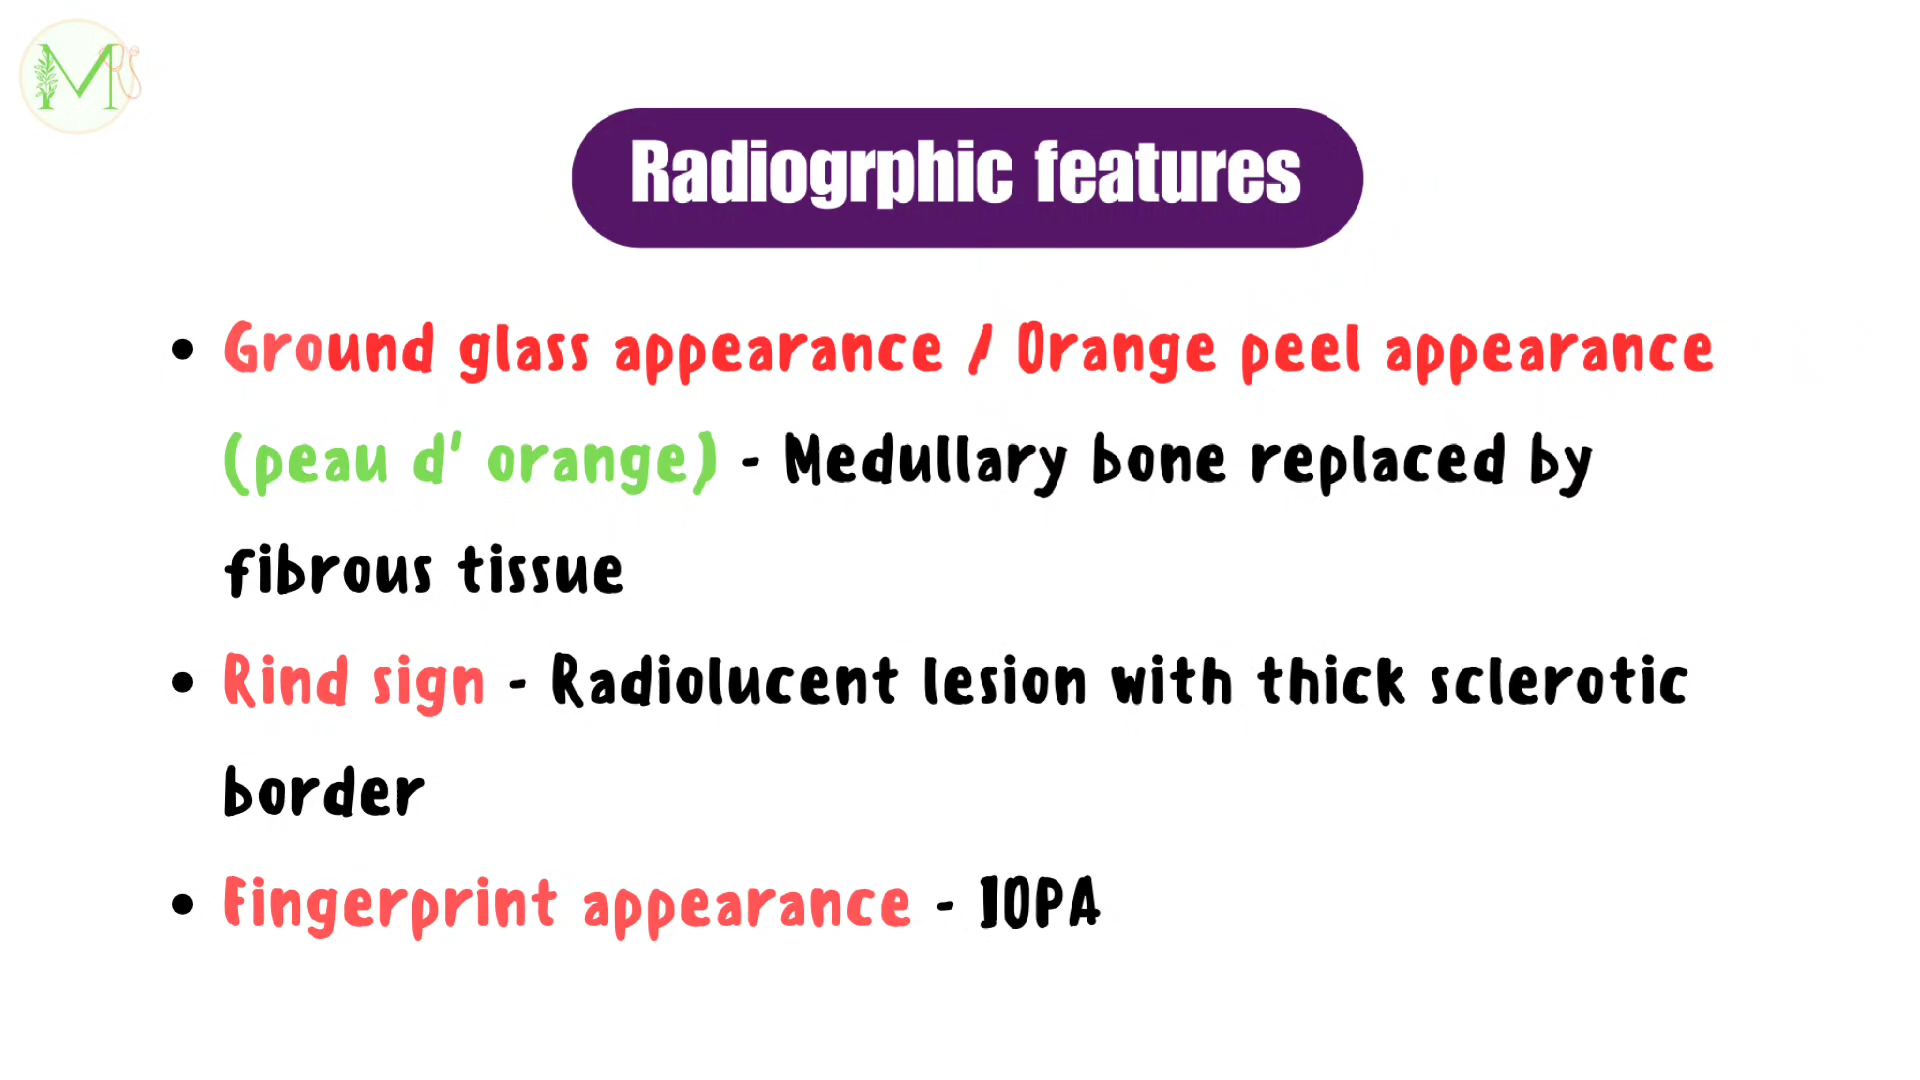 MRS
Radiogrphic features
• Ground glass appearance / Orange peel appearance
(peau d' orange) - Medullary bone replaced by
fibrous tissue
• Rind sign - Radiolucent lesion with thick sclerotic
border
• Fingerprint appearance - IOPA